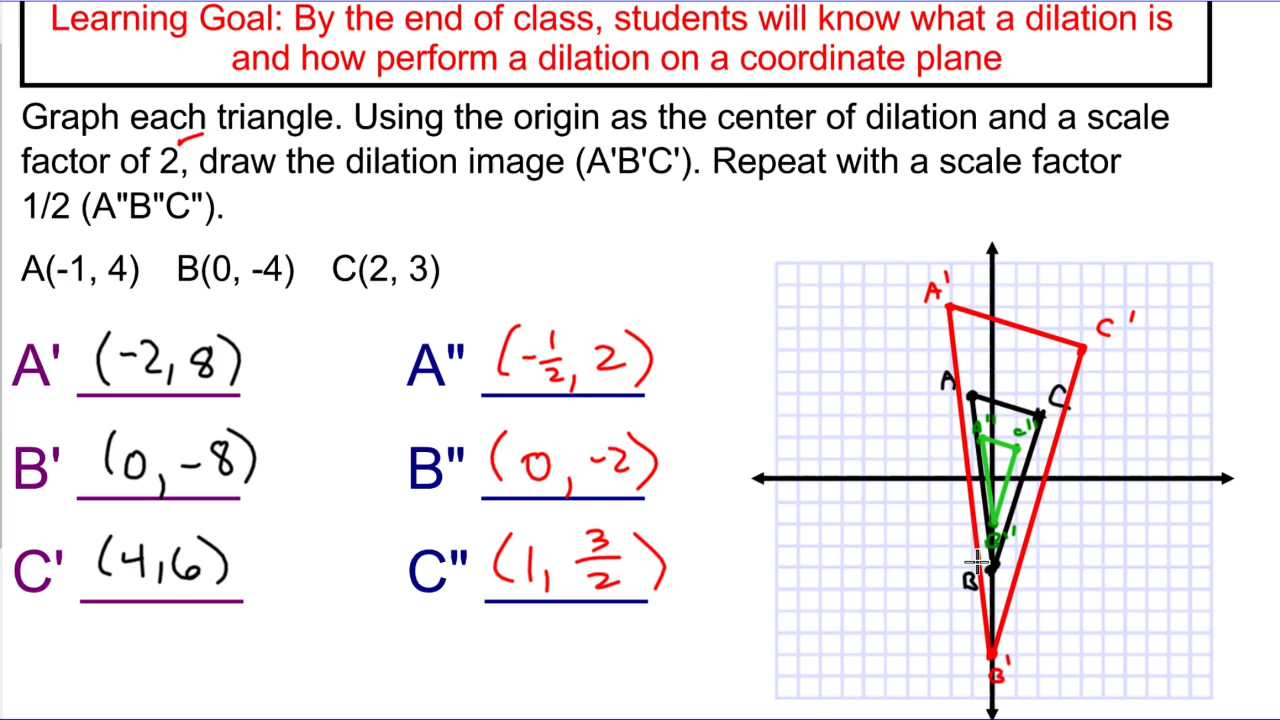 Learning Goal: By the end of class, students will know what a dilation is
and how perform a dilation on a coordinate plane
Graph each triangle. Using the origin as the center of dilation and a scale
factor of 2, draw the dilation image (A'B'C'). Repeat with a scale factor
1/2 (A"B"C").
A(-1, 4) B(0, -4) C(2, 3)
A' (-2, 8) A" (-1/2, 2)
B' (0, -8) B" (0, -2)
C' (4, 6) C" (1, 3/2)
A'
C'
A
C
A"
C"
B"
B
B'